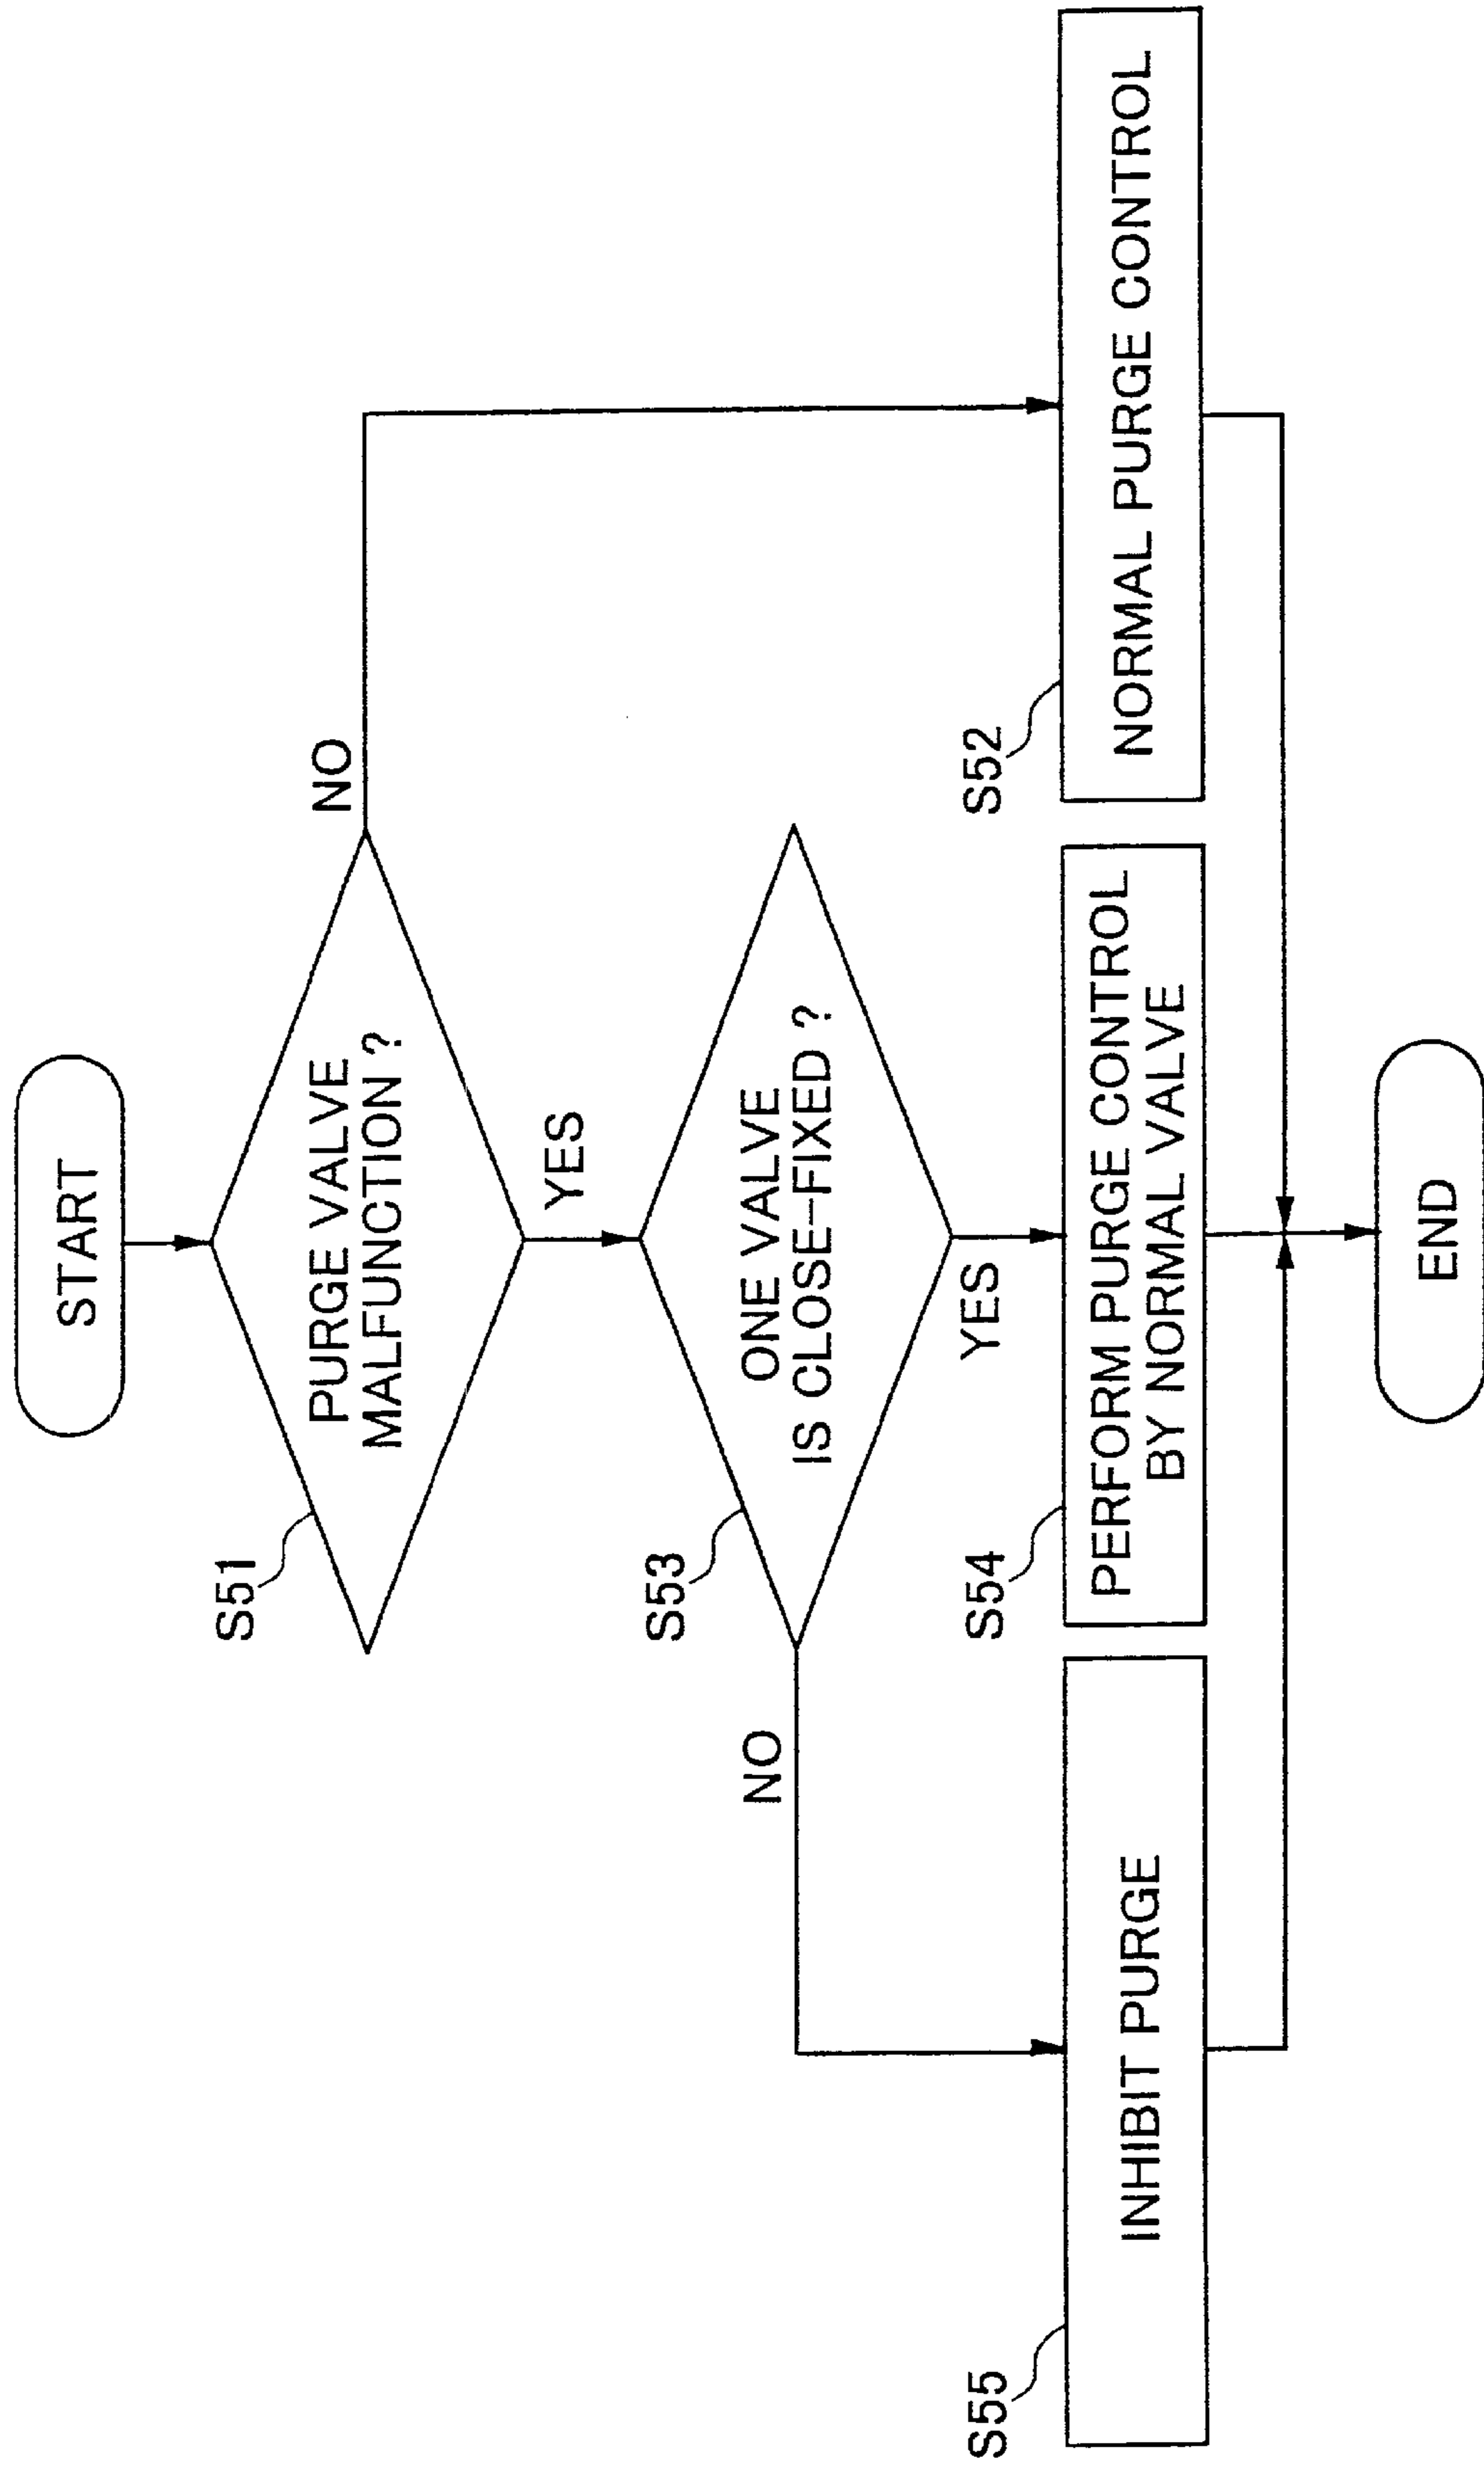 START
S51
PURGE VALVE
MALFUNCTION ?
NO
YES
S53
ONE VALVE
IS CLOSE-FIXED ?
NO
YES
S55
INHIBIT PURGE
S54
PERFORM PURGE CONTROL
BY NORMAL VALVE
S52
NORMAL PURGE CONTROL
END